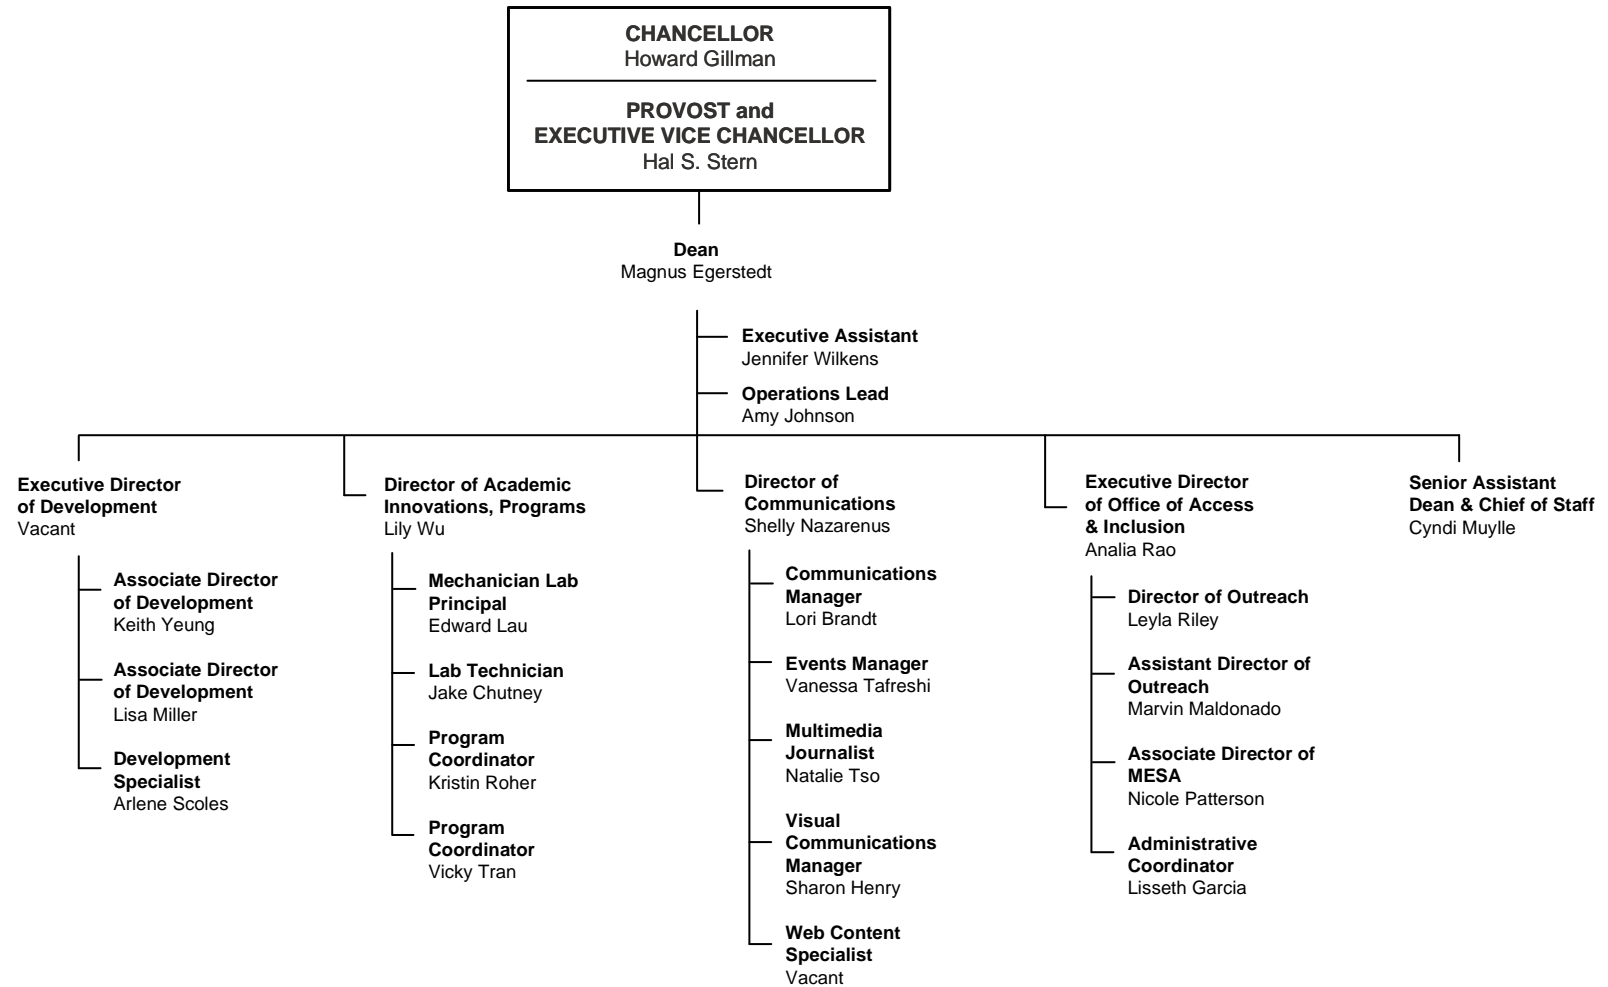 CHANCELLOR
Howard Gillman
PROVOST and
EXECUTIVE VICE CHANCELLOR
Hal S. Stern
Dean
Magnus Egerstedt
Executive Assistant
Jennifer Wilkens
Operations Lead
Amy Johnson
Executive Director
of Development
Vacant
Associate Director
of Development
Keith Yeung
Associate Director
of Development
Lisa Miller
Development
Specialist
Arlene Scoles
Director of Academic
Innovations, Programs
Lily Wu
Mechanician Lab
Principal
Edward Lau
Lab Technician
Jake Chutney
Program
Coordinator
Kristin Roher
Program
Coordinator
Vicky Tran
Director of
Communications
Shelly Nazarenus
Communications
Manager
Lori Brandt
Events Manager
Vanessa Tafreshi
Multimedia
Journalist
Natalie Tso
Visual
Communications
Manager
Sharon Henry
Web Content
Specialist
Vacant
Executive Director
of Office of Access
& Inclusion
Analia Rao
Director of Outreach
Leyla Riley
Assistant Director of
Outreach
Marvin Maldonado
Associate Director of
MESA
Nicole Patterson
Administrative
Coordinator
Lisseth Garcia
Senior Assistant
Dean & Chief of Staff
Cyndi Muylle